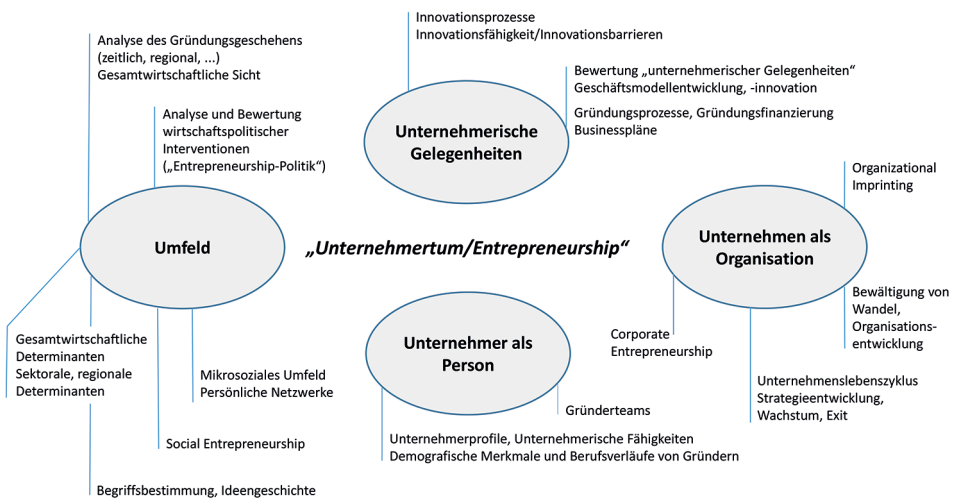 Innovationsprozesse
Innovationsfähigkeit/Innovationsbarrieren
Analyse des Gründungsgeschehens
(zeitlich, regional, ...)
Gesamtwirtschaftliche Sicht
Bewertung „unternehmerischer Gelegenheiten“
Geschäftsmodellentwicklung, -innovation
Gründungsprozesse, Gründungsfinanzierung
Businesspläne
Analyse und Bewertung
wirtschaftspolitischer
Interventionen
(„Entrepreneurship-Politik“)
Unternehmerische
Gelegenheiten
Organizational
Imprinting
Umfeld
„Unternehmertum/Entrepreneurship“
Unternehmen als
Organisation
Bewältigung von
Wandel,
Organisations-
entwicklung
Gesamtwirtschaftliche
Determinanten
Sektorale, regionale
Determinanten
Unternehmer als
Person
Corporate
Entrepreneurship
Mikrosoziales Umfeld
Persönliche Netzwerke
Unternehmenslebenszyklus
Strategieentwicklung,
Wachstum, Exit
Gründerteams
Social Entrepreneurship
Unternehmerprofile, Unternehmerische Fähigkeiten
Demografische Merkmale und Berufsverläufe von Gründern
Begriffsbestimmung, Ideengeschichte